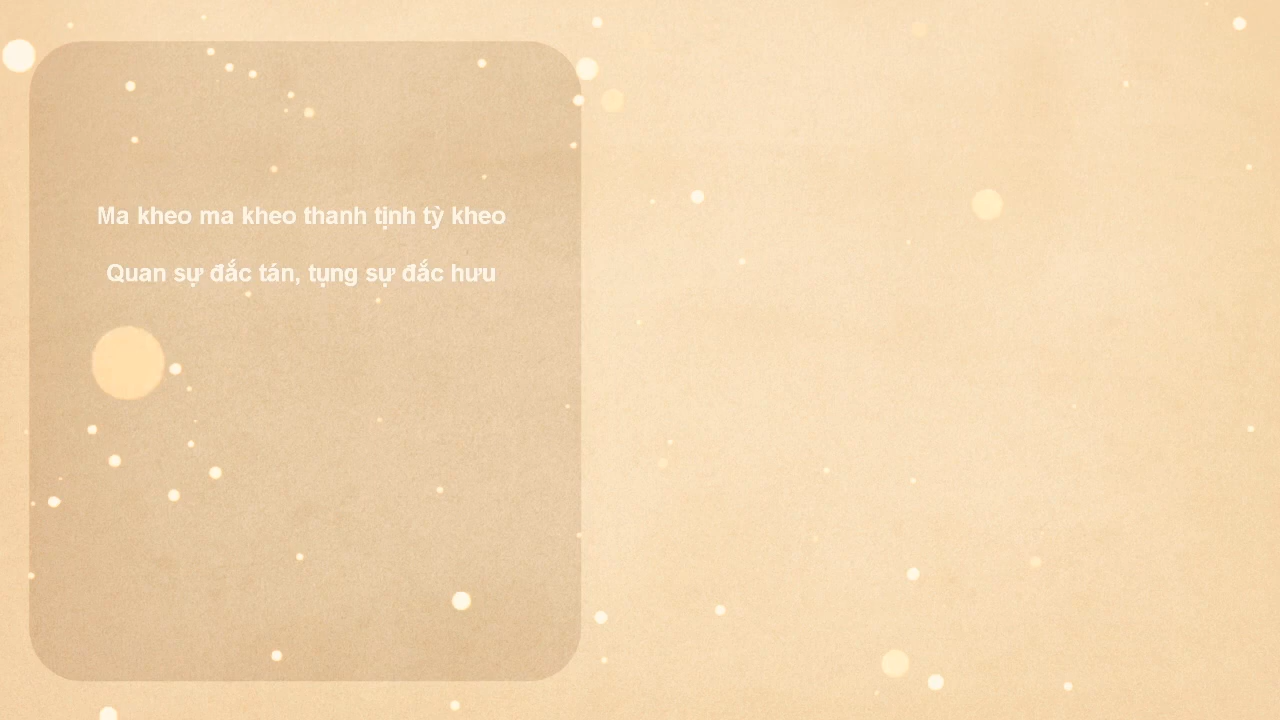 Ma kheo ma kheo thanh tịnh tỳ kheo
Quan sự đắc tán, tụng sự đắc hưu